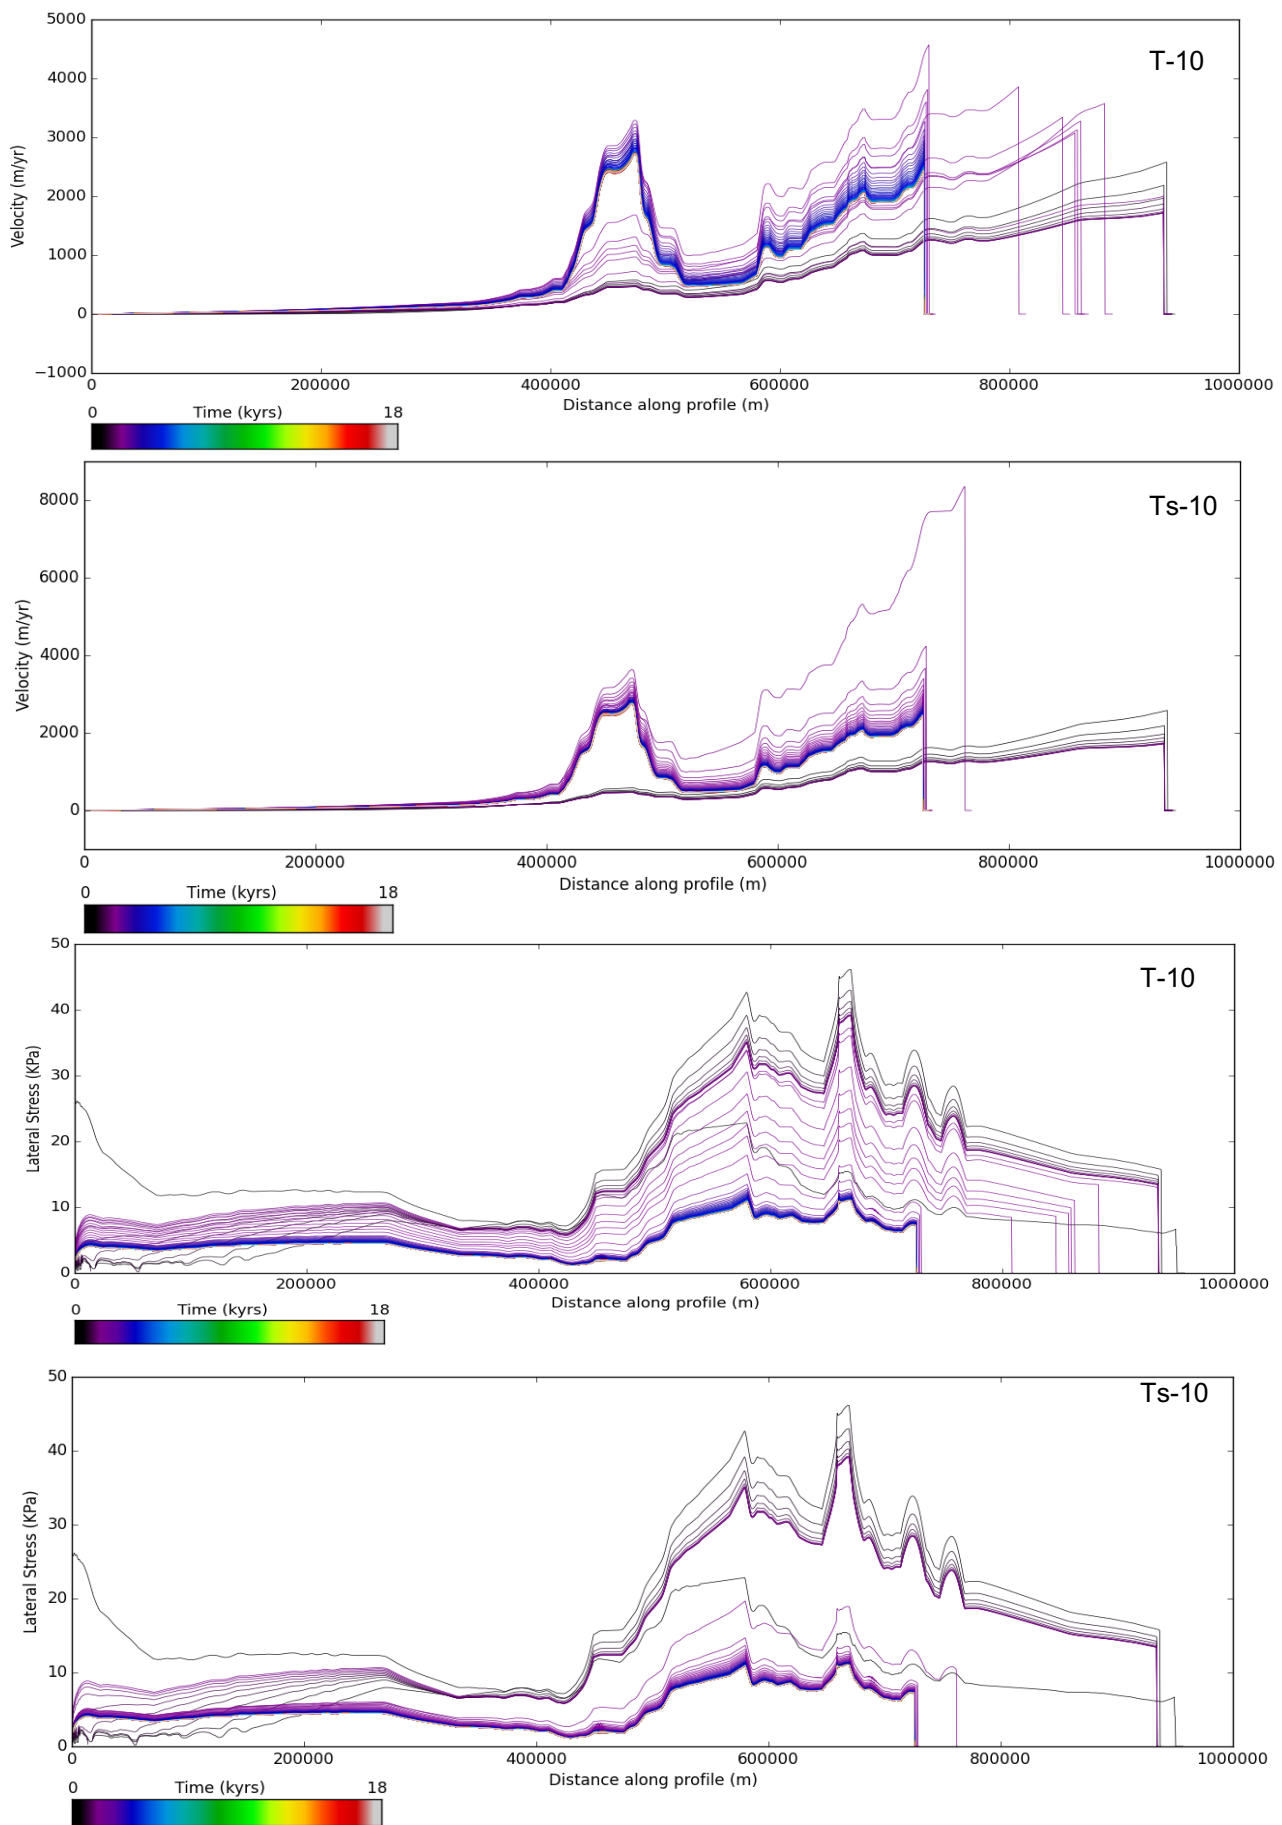 5000
T-10
4000
3000
2000
1000
0
−1000
Velocity (m/yr)
0 200000 400000 600000 800000 1000000
Distance along profile (m)
0 Time (kyrs) 18
8000
Ts-10
6000
4000
2000
0
Velocity (m/yr)
0 200000 400000 600000 800000 1000000
Distance along profile (m)
0 Time (kyrs) 18
50
T-10
40
30
20
10
0
Lateral Stress (KPa)
0 200000 400000 600000 800000 1000000
Distance along profile (m)
0 Time (kyrs) 18
50
Ts-10
40
30
20
10
0
Lateral Stress (KPa)
0 200000 400000 600000 800000 1000000
Distance along profile (m)
0 Time (kyrs) 18